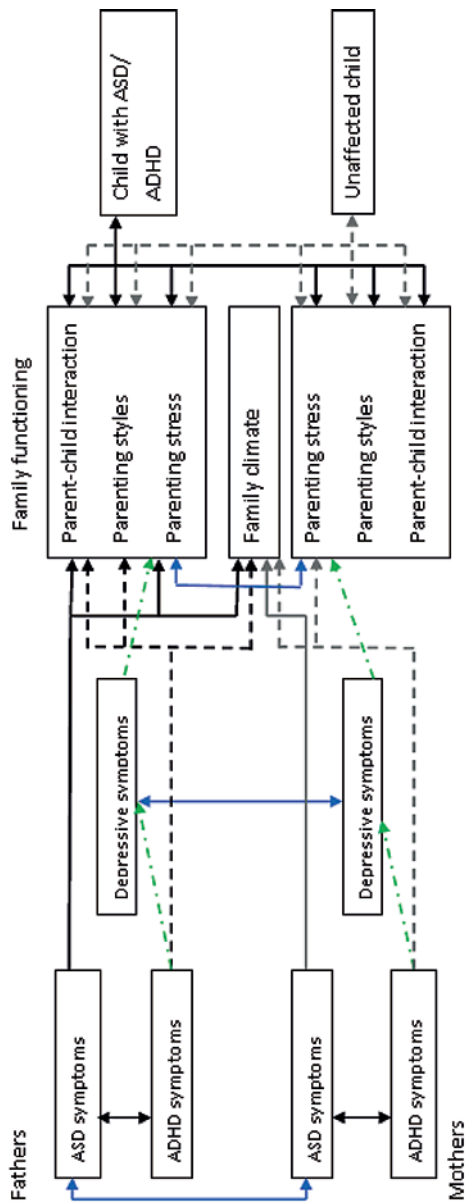 Fathers
ASD symptoms
ADHD symptoms
ASD symptoms
ADHD symptoms
Mothers
Depressive symptoms
Depressive symptoms
Family functioning
Parent-child interaction
Parenting styles
Parenting stress
Family climate
Parenting stress
Parenting styles
Parent-child interaction
Child with ASD/
ADHD
Unaffected child